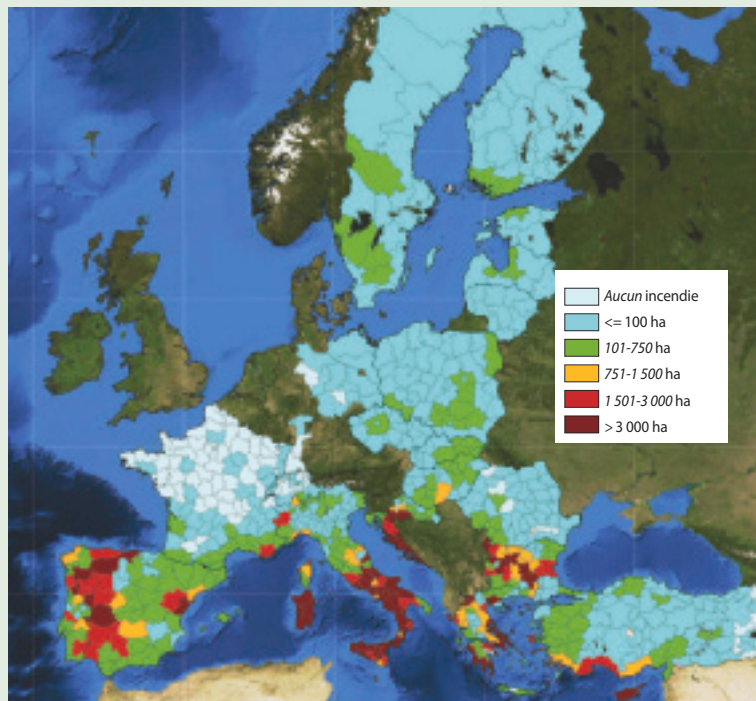 Aucun incendie
<= 100 ha
101-750 ha
751-1 500 ha
1 501-3 000 ha
> 3 000 ha